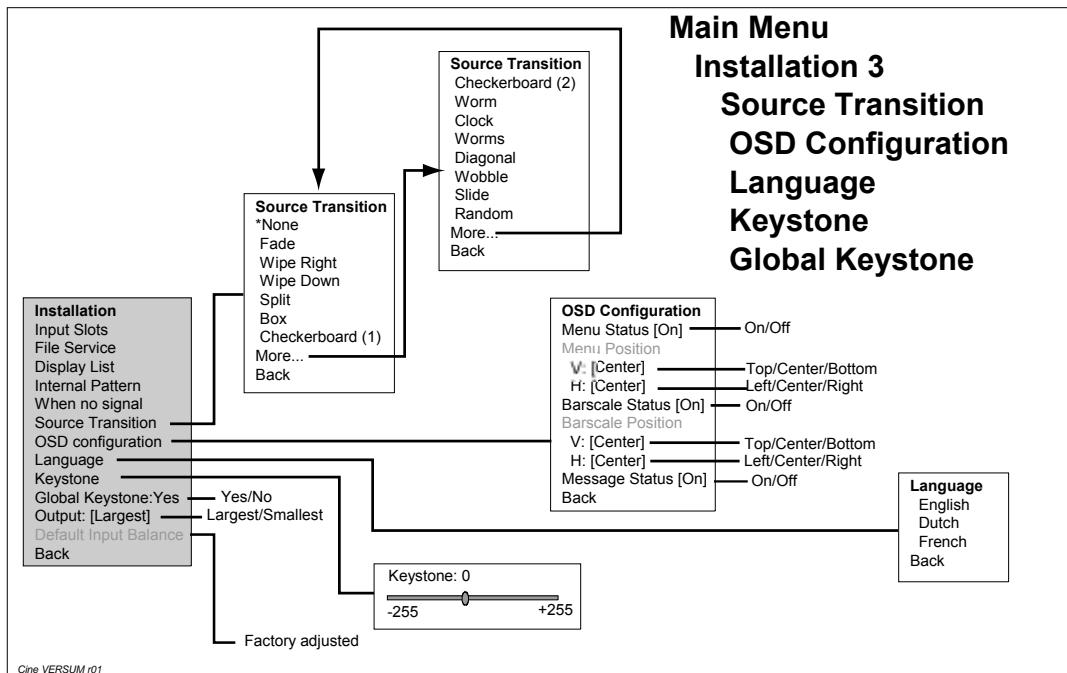 Main Menu
Installation 3
Source Transition
OSD Configuration
Language
Keystone
Global Keystone
Source Transition
Checkerboard (2)
Worm
Clock
Worms
Diagonal
Wobble
Slide
Random
More...
Back
Source Transition
*None
Fade
Wipe Right
Wipe Down
Split
Box
Checkerboard (1)
More...
Back
Installation
Input Slots
File Service
Display List
Internal Pattern
When no signal
Source Transition
OSD configuration
Language
Keystone
Global Keystone:Yes
Yes/No
Output: [Largest]
Largest/Smallest
Default Input Balance
Back
Factory adjusted
OSD Configuration
Menu Status [On]
On/Off
Menu Position
V: [Center]
Top/Center/Bottom
H: [Center]
Left/Center/Right
Barscale Status [On]
On/Off
Barscale Position
V: [Center]
Top/Center/Bottom
H: [Center]
Left/Center/Right
Message Status [On]
On/Off
Back
Language
English
Dutch
French
Back
Keystone: 0
-255 +255
Cine VERSUM r01